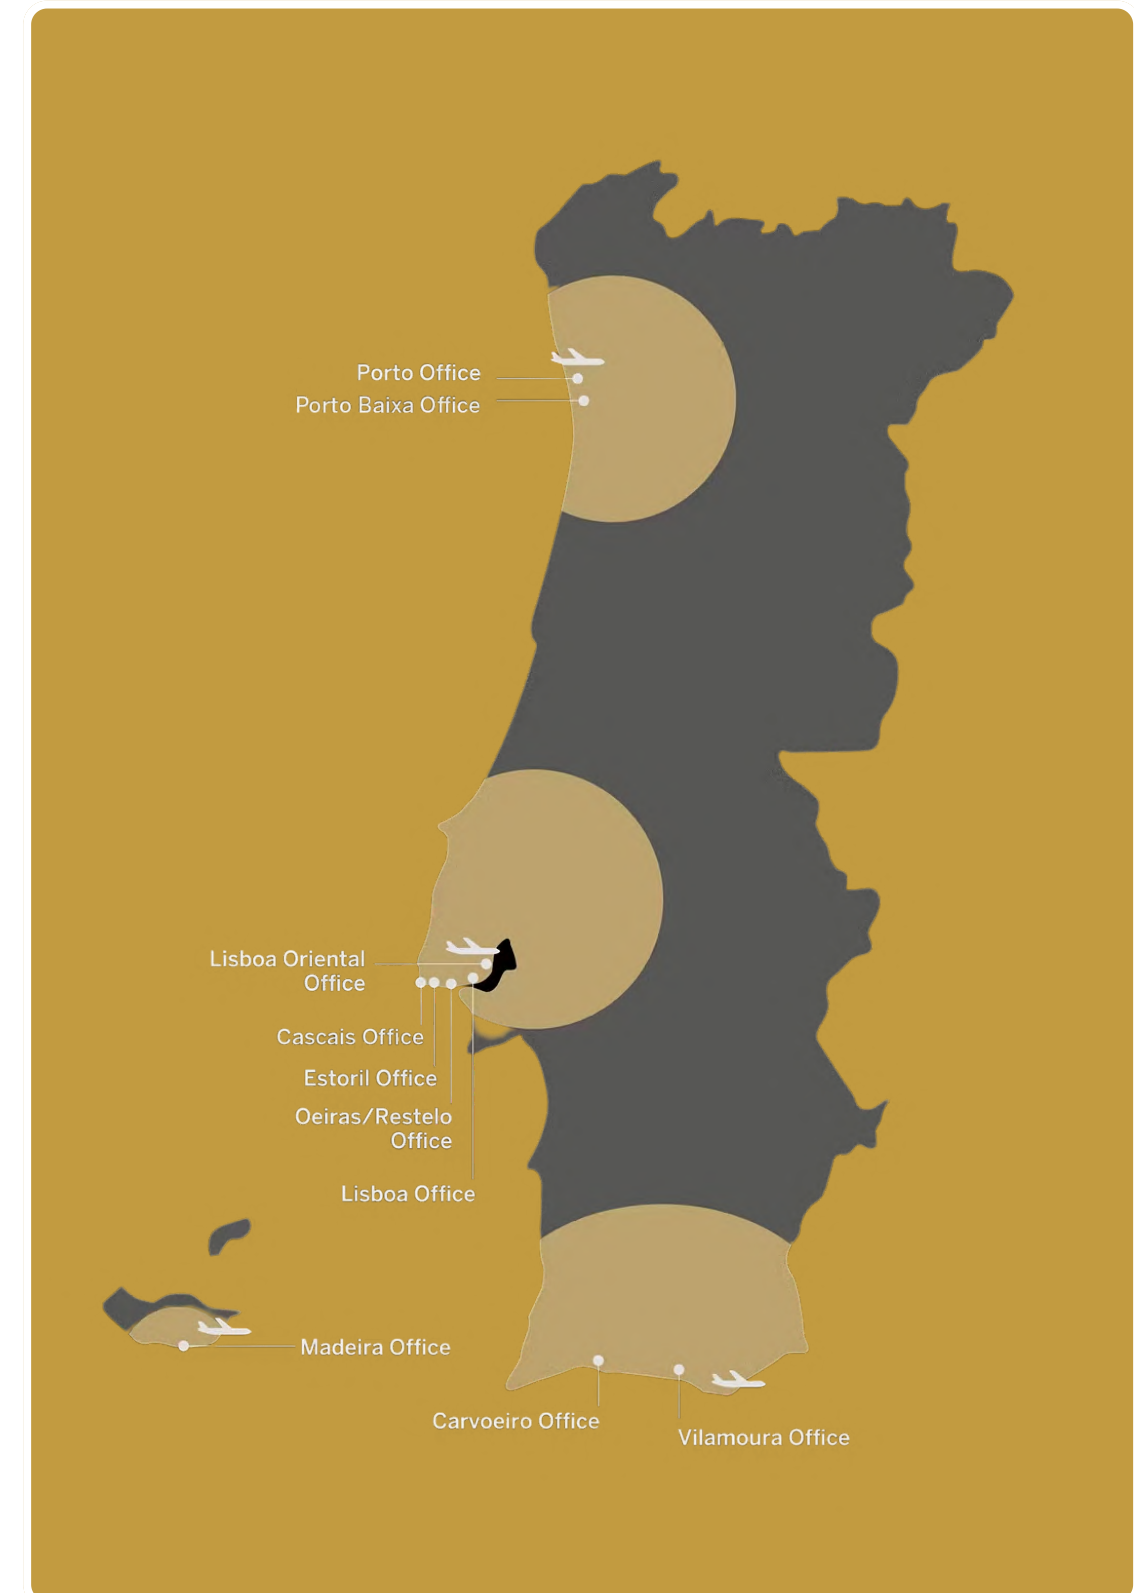 Porto Office
Porto Baixa Office
Lisboa Oriental
Office
Cascais Office
Estoril Office
Oeiras/Restelo
Office
Lisboa Office
Madeira Office
Carvoeiro Office
Vilamoura Office